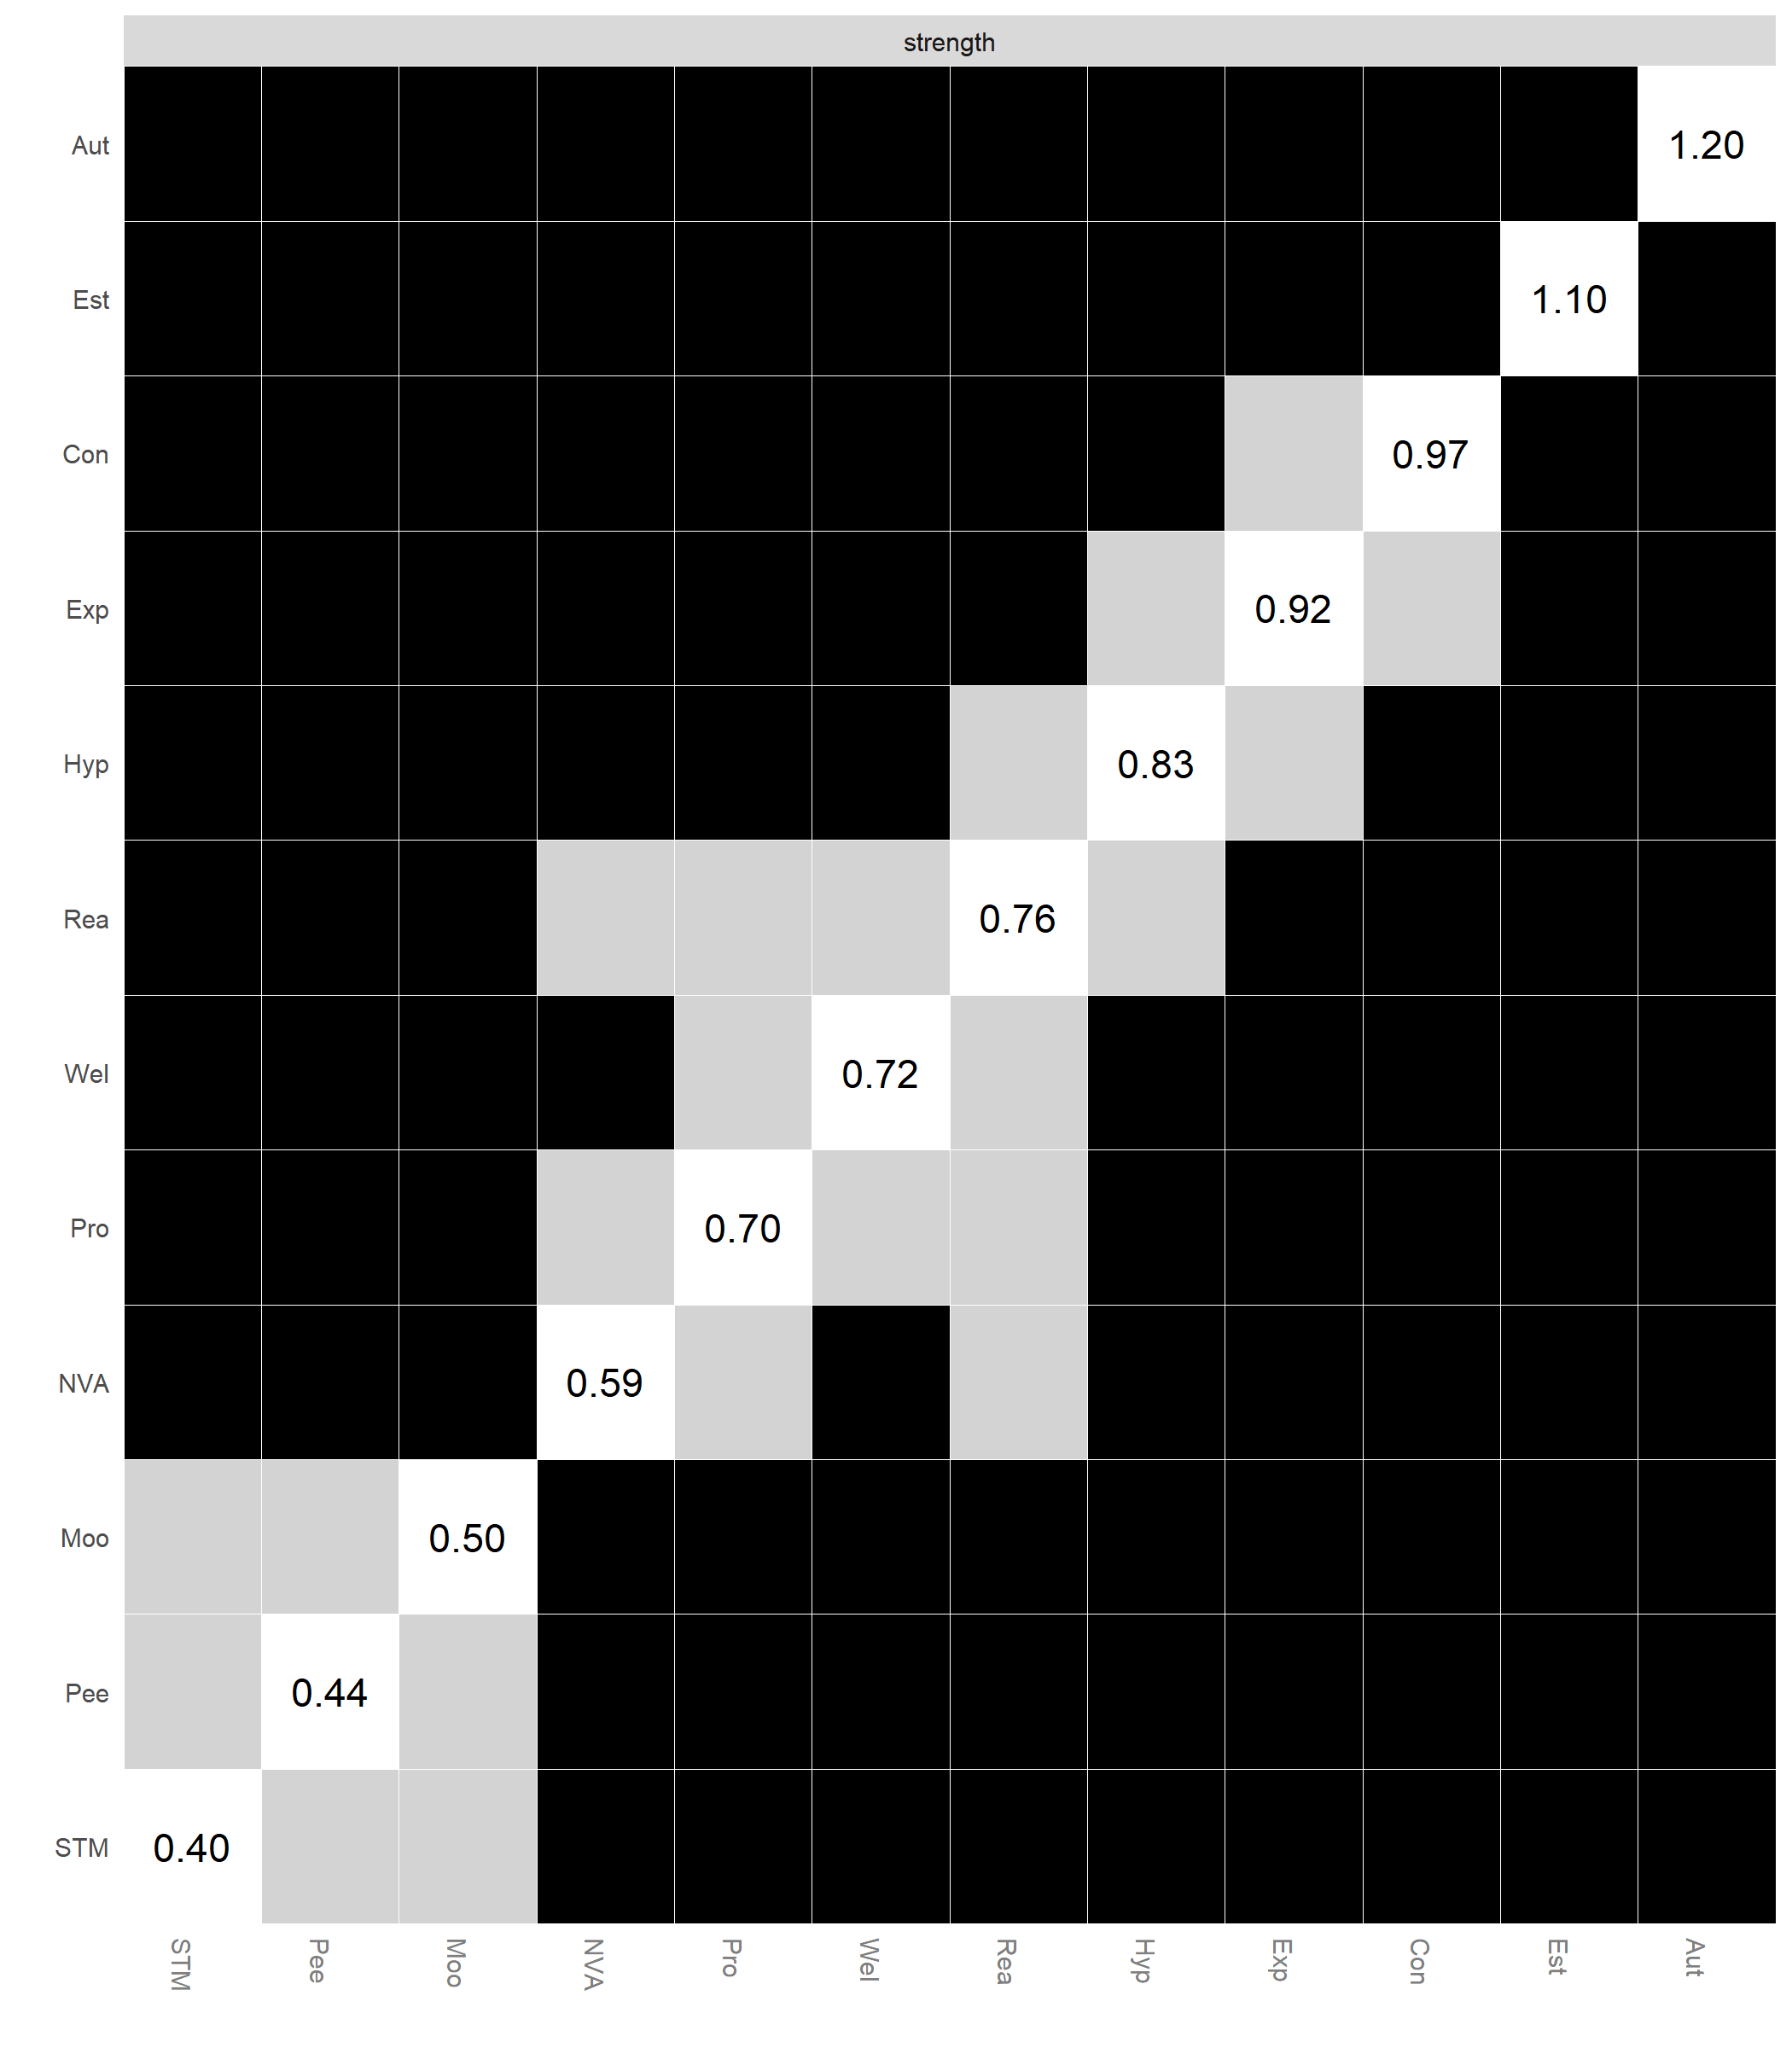 strength
Aut 1.20
Est 1.10
Con 0.97
Exp 0.92
Hyp 0.83
Rea 0.76
Wel 0.72
Pro 0.70
NVA 0.59
Moo 0.50
Pee 0.44
STM 0.40
STM Pee Moo NVA Pro Wel Rea Hyp Exp Con Est Aut